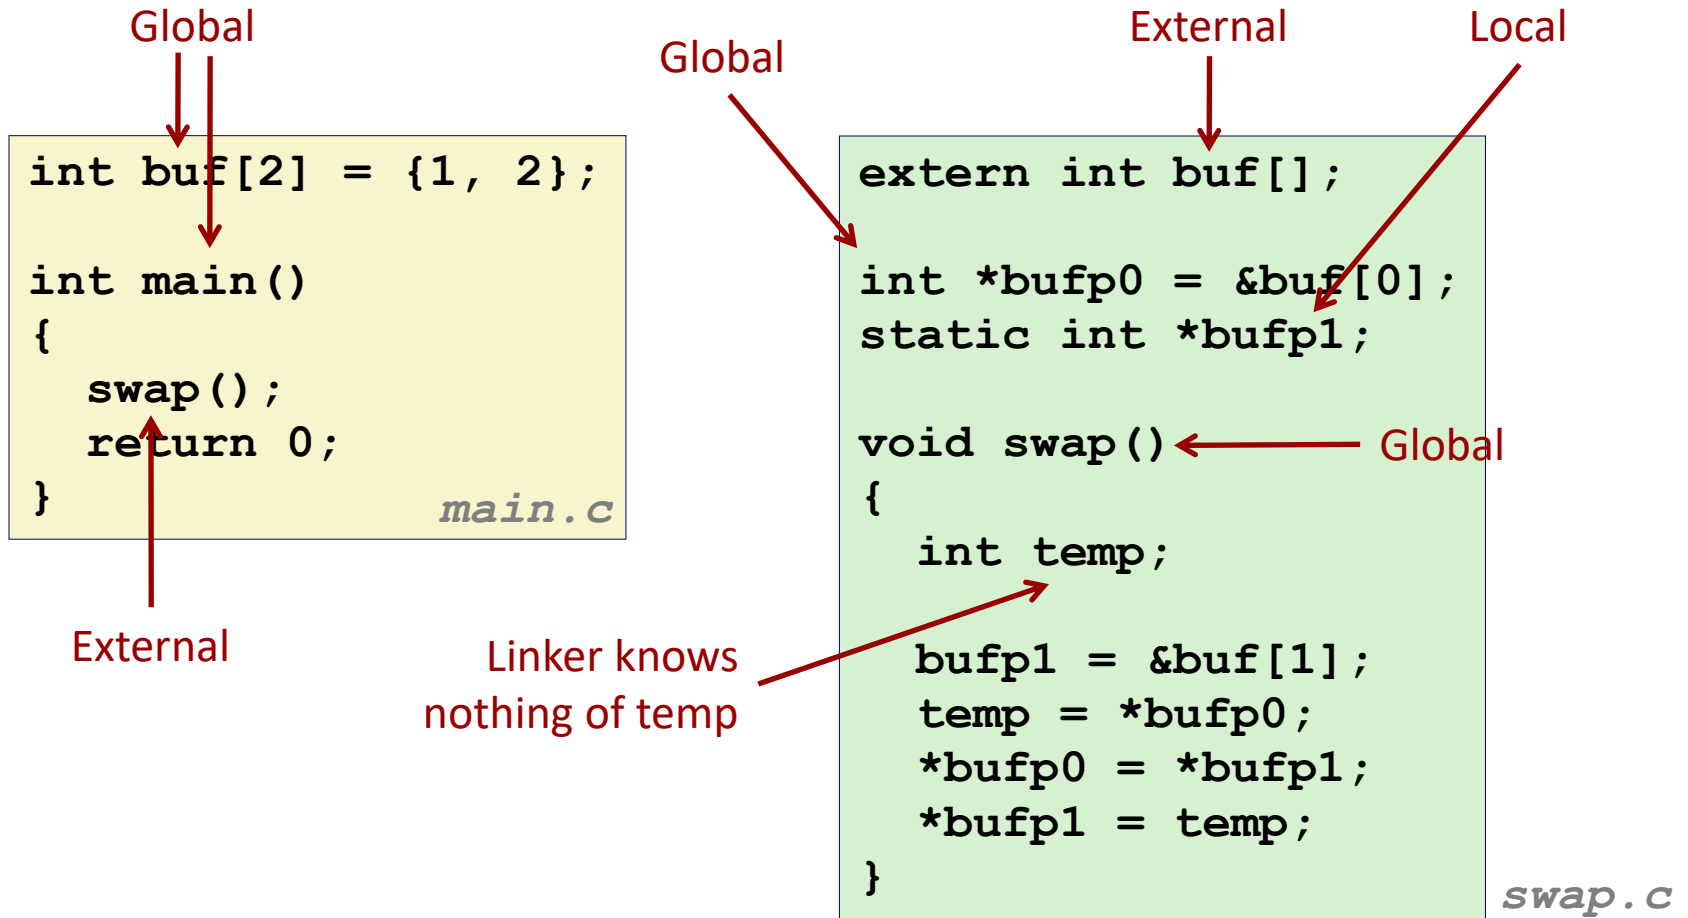 Global
int buf[2] = {1, 2};
int main()
{
swap();
return 0;
}
main.c
External
Global
External
Local
extern int buf[];
int *bufp0 = &buf[0];
static int *bufp1;
void swap()
Global
{
int temp;
Linker knows
nothing of temp
bufp1 = &buf[1];
temp = *bufp0;
*bufp0 = *bufp1;
*bufp1 = temp;
}
swap.c